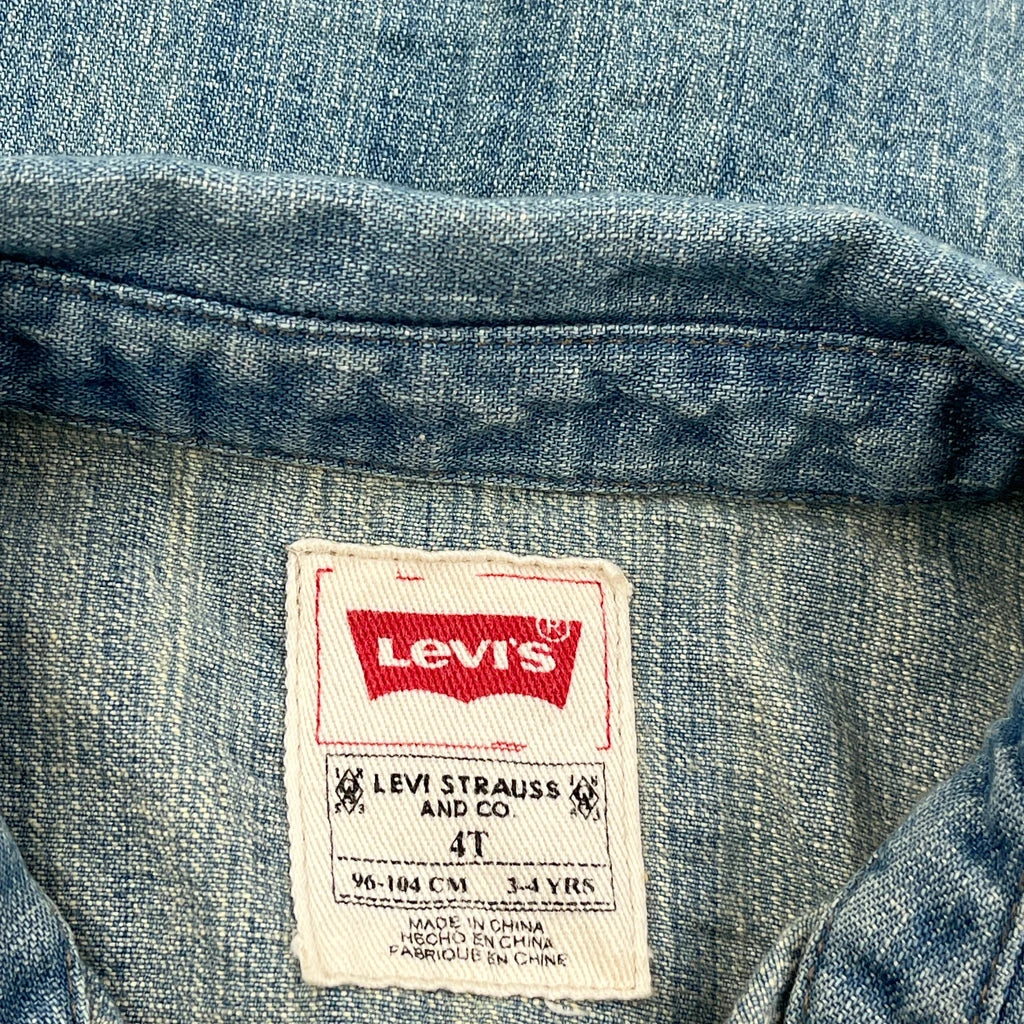 LEVI'S ®
LEVI STRAUSS
AND CO.
4T
96-104 CM 3-4 YRS
MADE IN CHINA
HECHO EN CHINA
FABRIQUE EN CHINE